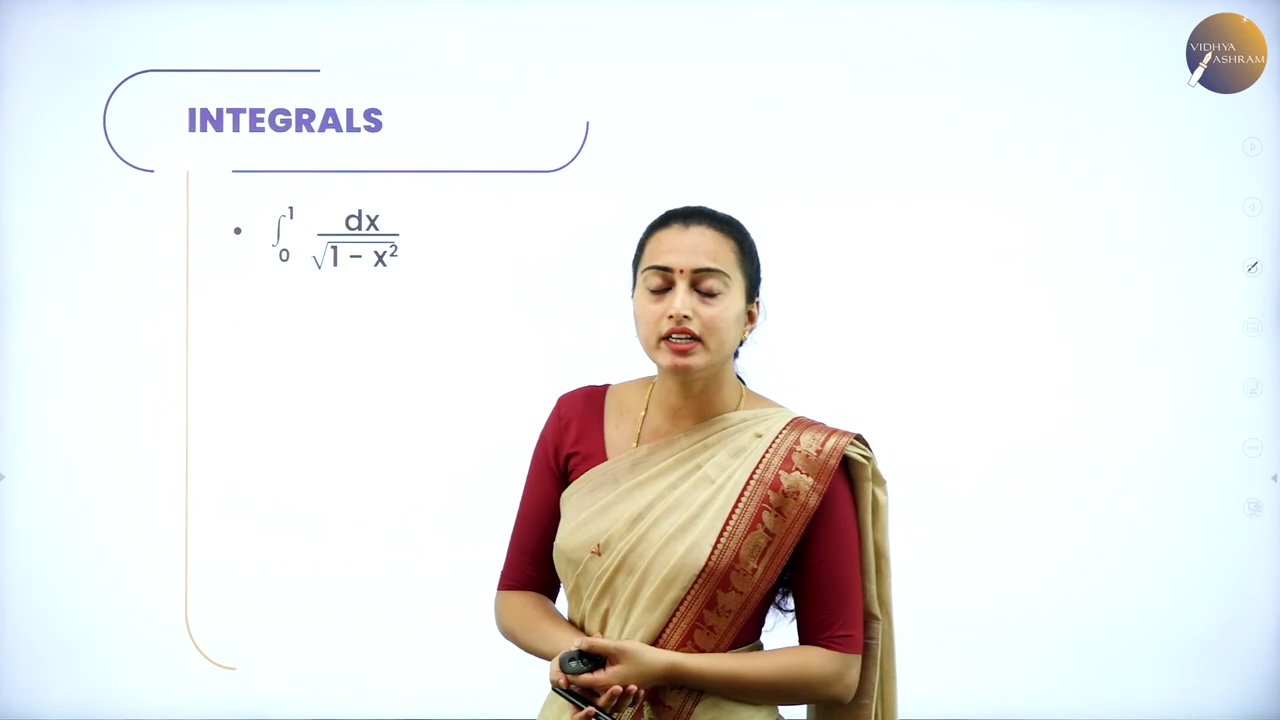 VIDHYA
ASHRAM
INTEGRALS
• ∫₀¹ dx / √(1 − x²)